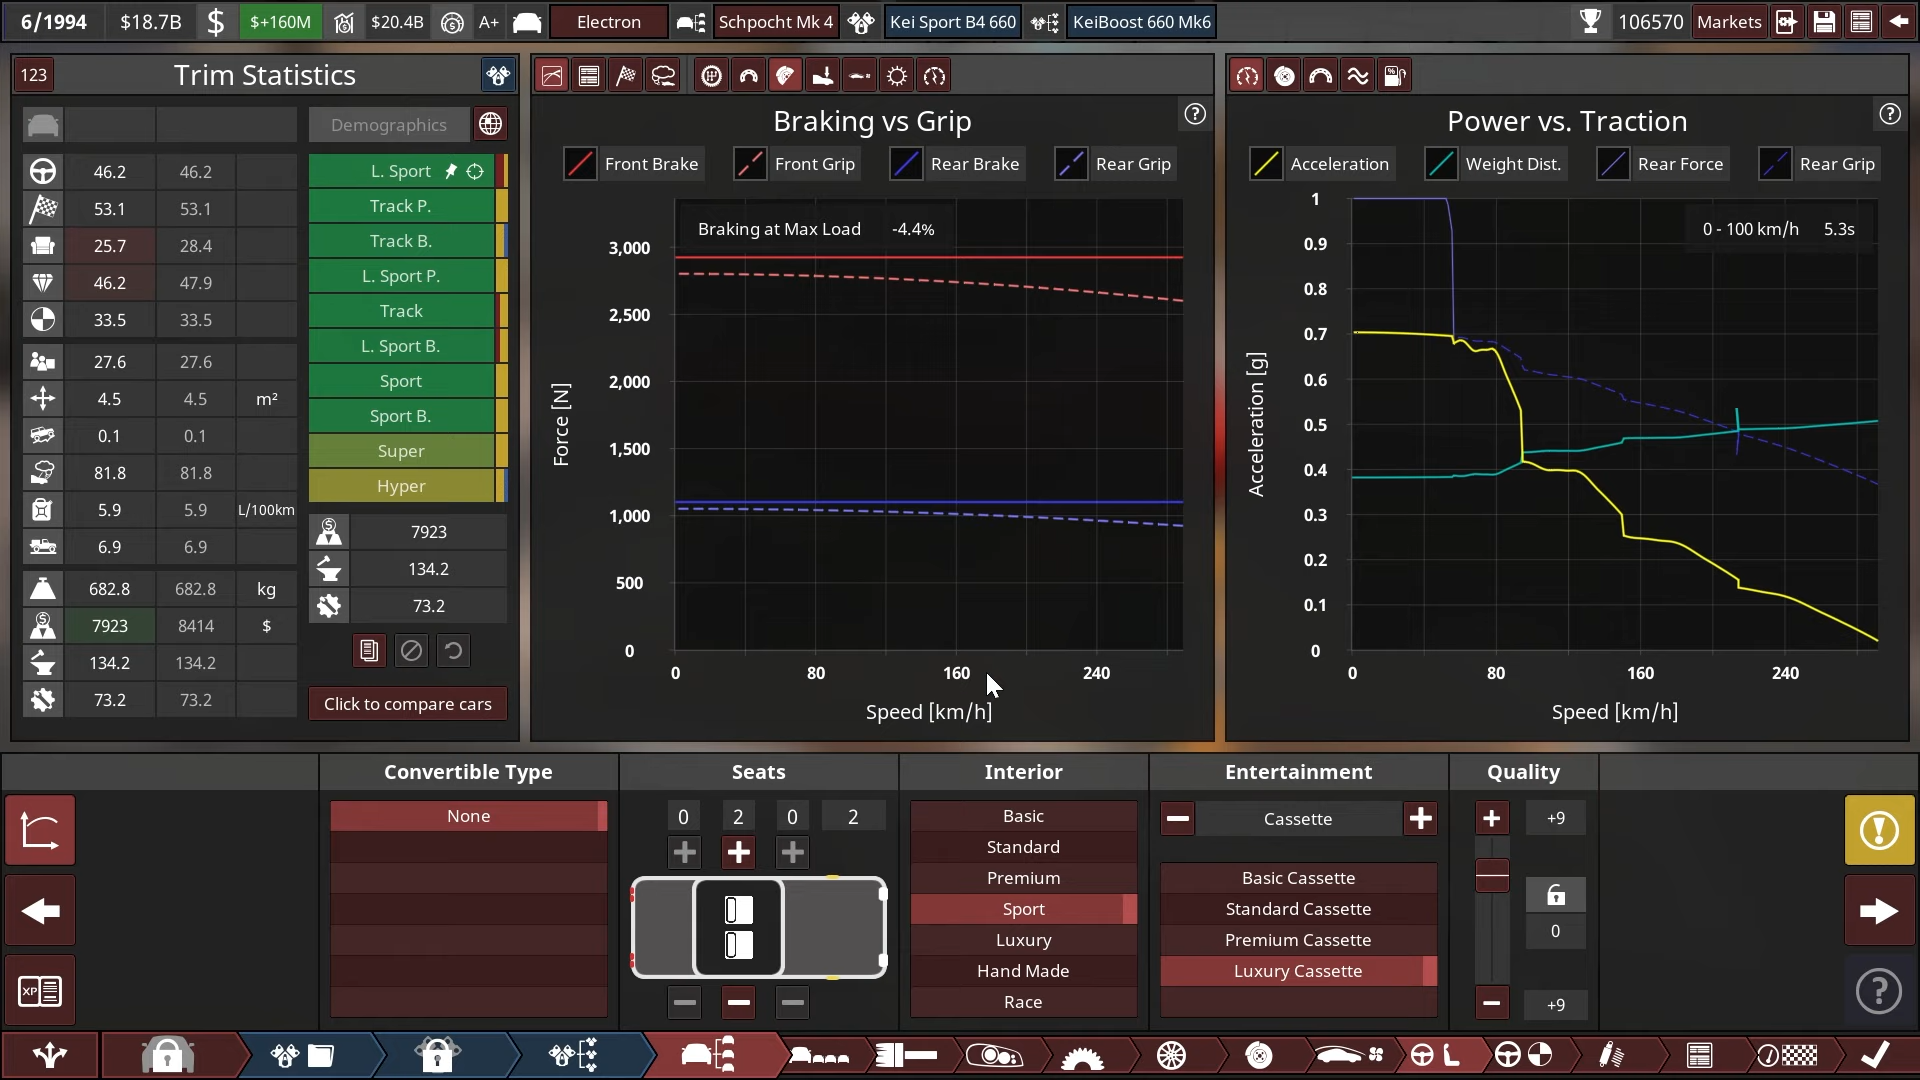 6/1994 $18.7B $+160M $20.4B A+ Electron Schpocht Mk 4 Kei Sport B4 660 KeiBoost 660 Mk6 106570 Markets
123 Trim Statistics
Demographics
46.2 46.2
53.1 53.1
25.7 28.4
46.2 47.9
33.5 33.5
27.6 27.6
4.5 4.5 m²
0.1 0.1
81.8 81.8
5.9 5.9 L/100km
6.9 6.9
682.8 682.8 kg
7923 8414 $
134.2 134.2
73.2 73.2
L. Sport
Track P.
Track B.
L. Sport P.
Track
L. Sport B.
Sport
Sport B.
Super
Hyper
7923
134.2
73.2
Click to compare cars
Braking vs Grip
?
Front Brake Front Grip Rear Brake Rear Grip
Braking at Max Load -4.4%
Force [N]
3,000
2,500
2,000
1,500
1,000
500
0
0 80 160 240
Speed [km/h]
Power vs. Traction
?
Acceleration Weight Dist. Rear Force Rear Grip
0 - 100 km/h 5.3s
Acceleration [g]
1
0.9
0.8
0.7
0.6
0.5
0.4
0.3
0.2
0.1
0
0 80 160 240
Speed [km/h]
Convertible Type
None
Seats
0 2 0 2
Interior
Basic
Standard
Premium
Sport
Luxury
Hand Made
Race
Entertainment
Cassette
Basic Cassette
Standard Cassette
Premium Cassette
Luxury Cassette
Quality
+9
0
+9
XP
?